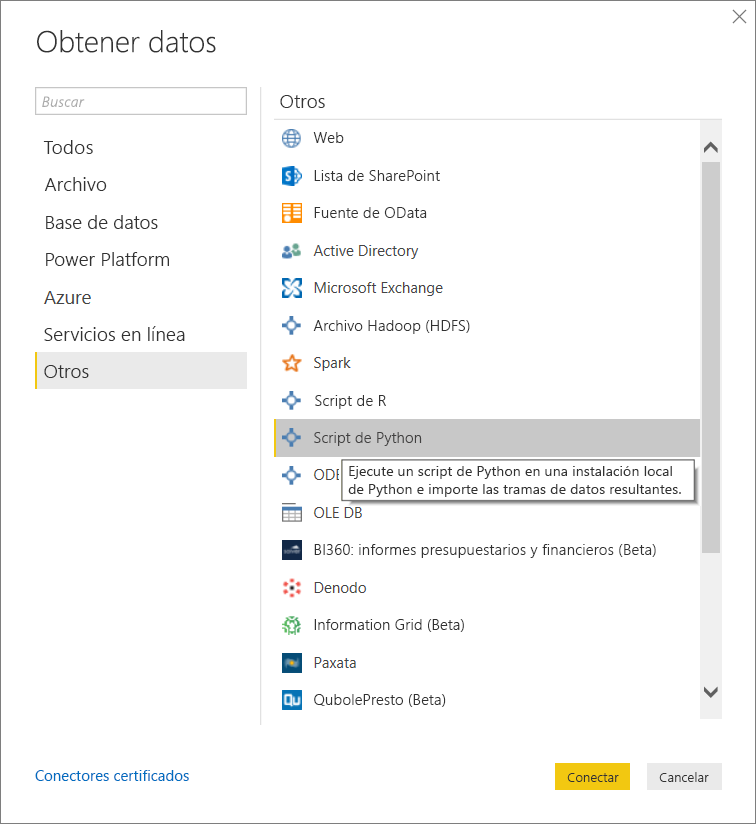 Obtener datos
Buscar
Todos
Archivo
Base de datos
Power Platform
Azure
Servicios en línea
Otros
Otros
Web
Lista de SharePoint
Fuente de OData
Active Directory
Microsoft Exchange
Archivo Hadoop (HDFS)
Spark
Script de R
Script de Python
Ejecute un script de Python en una instalación local
de Python e importe las tramas de datos resultantes.
OLE DB
BI360: informes presupuestarios y financieros (Beta)
Denodo
Information Grid (Beta)
Paxata
Qu
QubolePresto (Beta)
Conectores certificados
Conectar
Cancelar